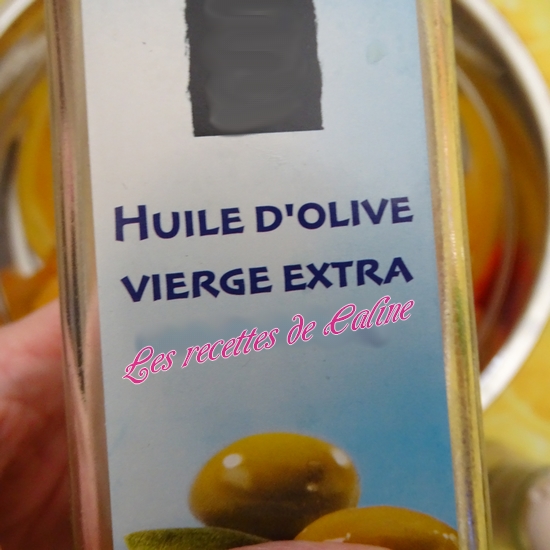 HUILE D'OLIVE
VIERGE EXTRA
Les recettes de Caline